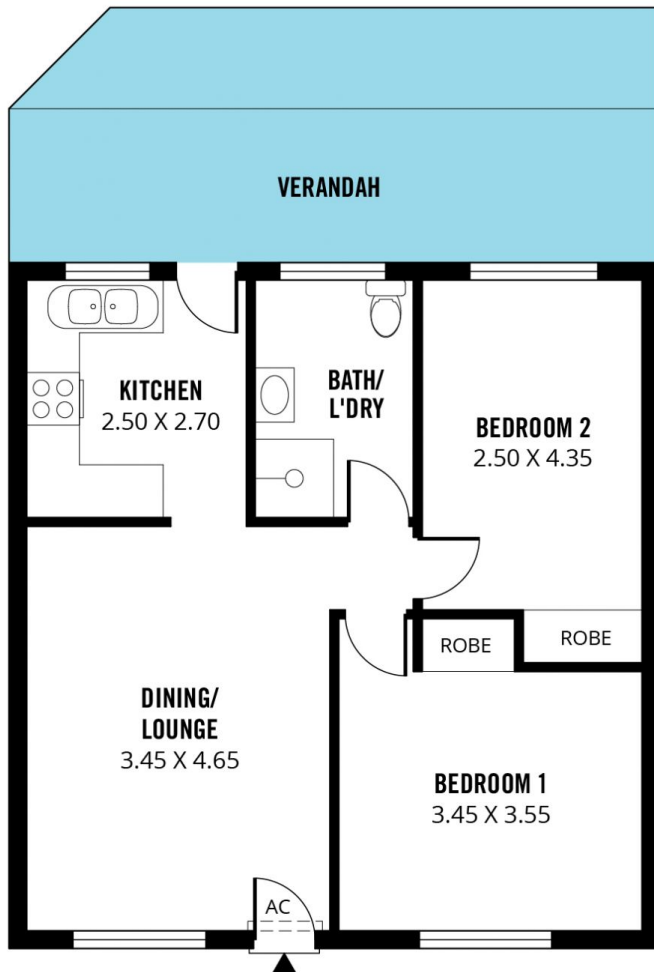 VERANDAH
KITCHEN
2.50 X 2.70
BATH/
L'DRY
BEDROOM 2
2.50 X 4.35
ROBE
ROBE
DINING/
LOUNGE
3.45 X 4.65
BEDROOM 1
3.45 X 3.55
AC